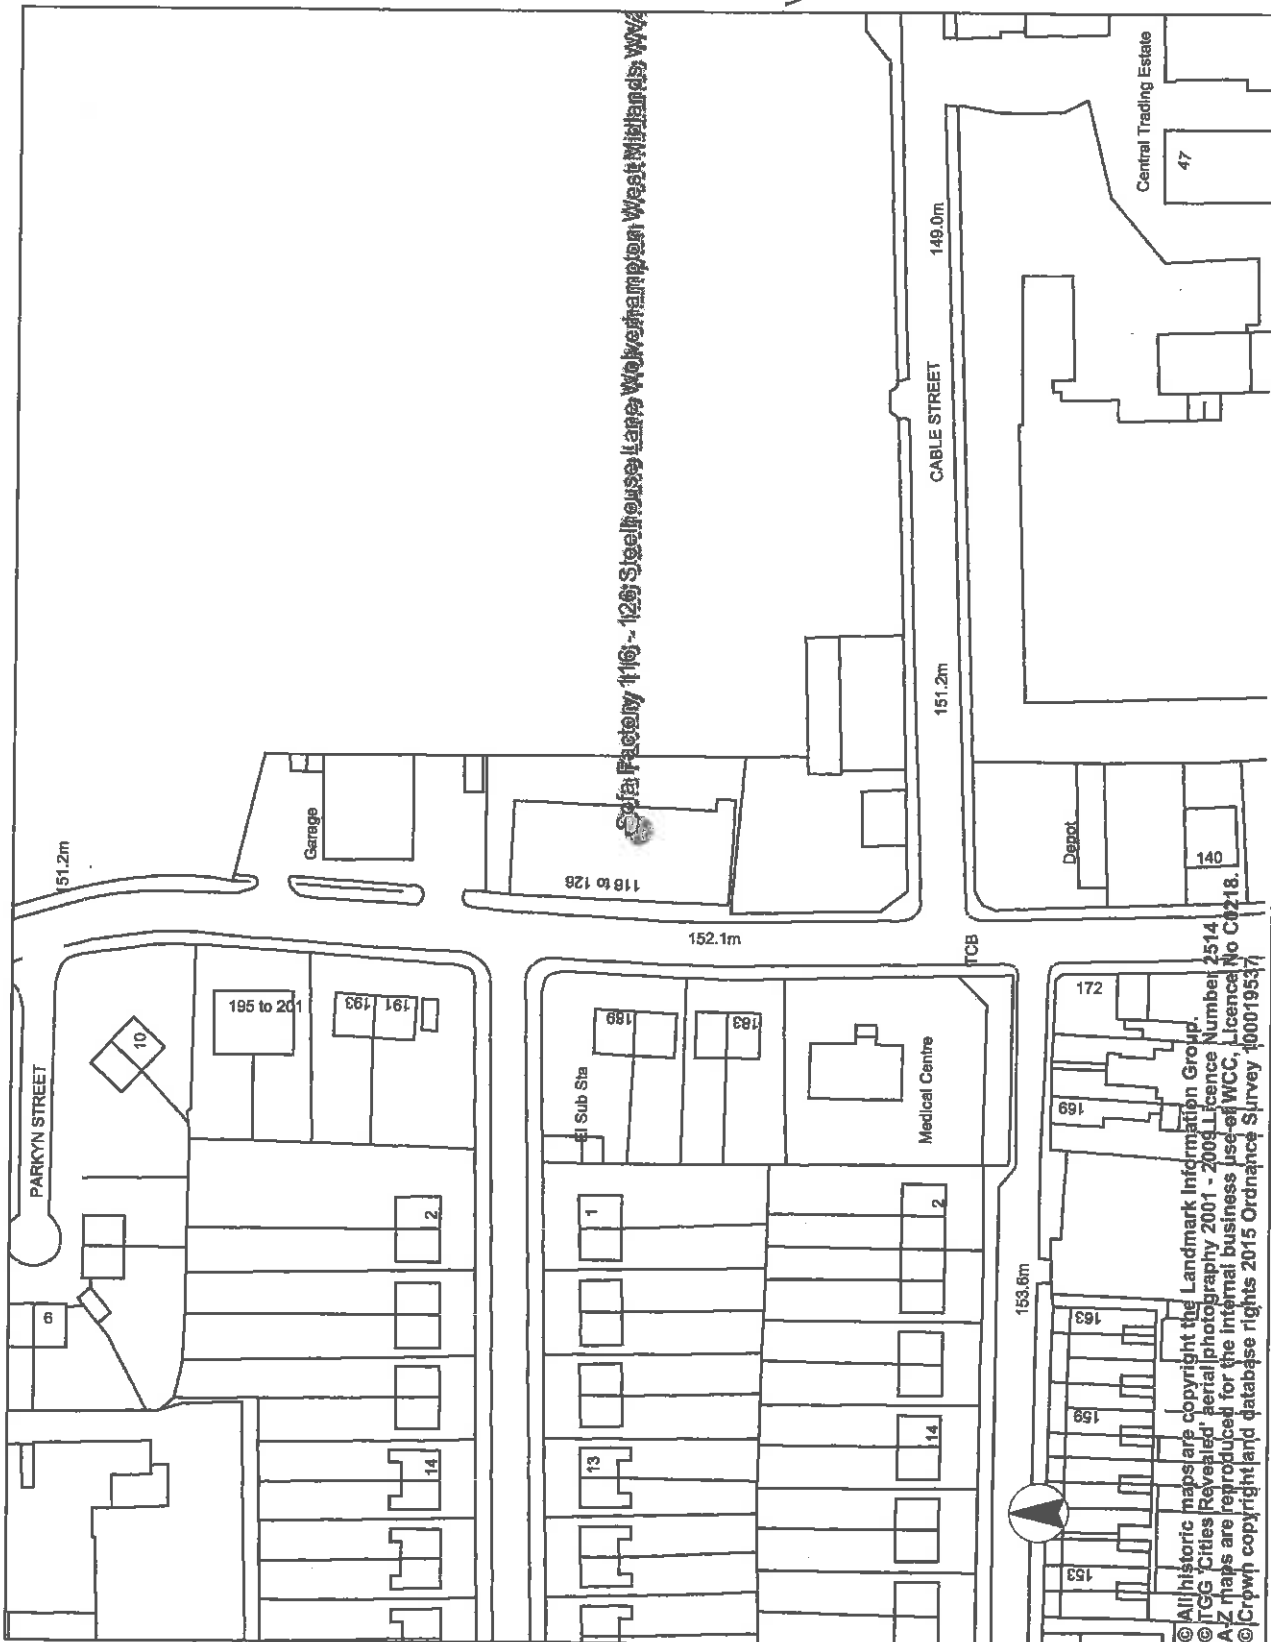 Sofa Factory 116 - 126 Steelhouse Lane Wolverhampton West Midlands WV
Central Trading Estate
47
149.0m
CABLE STREET
151.2m
151.2m
Garage
116 to 126
Depot
140
152.1m
TCB
195 to 201
193
191
10
PARKYN STREET
189
183
El Sub Sta
Medical Centre
172
169
2
1
2
6
153.6m
163
159
153
14
13
14
© All historic maps are copyright the Landmark Information Group.
© TGG 'Cities Revealed' aerial photography 2001 - 2009 Licence Number 2514
A-Z maps are reproduced for the internal business use of WCC, Licence No C0218.
© Crown copyright and database rights 2015 Ordnance Survey 100019537